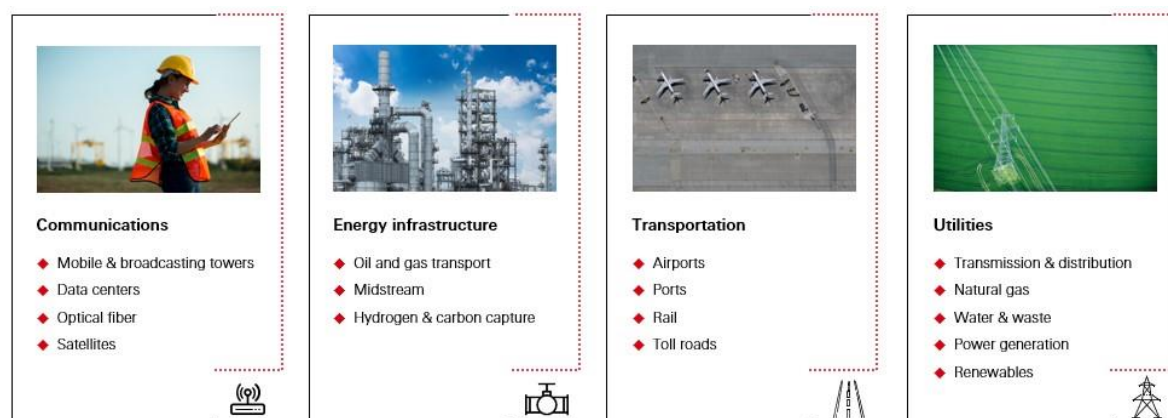 Communications
Mobile & broadcasting towers
Data centers
Optical fiber
Satellites
Energy infrastructure
Oil and gas transport
Midstream
Hydrogen & carbon capture
Transportation
Airports
Ports
Rail
Toll roads
Utilities
Transmission & distribution
Natural gas
Water & waste
Power generation
Renewables